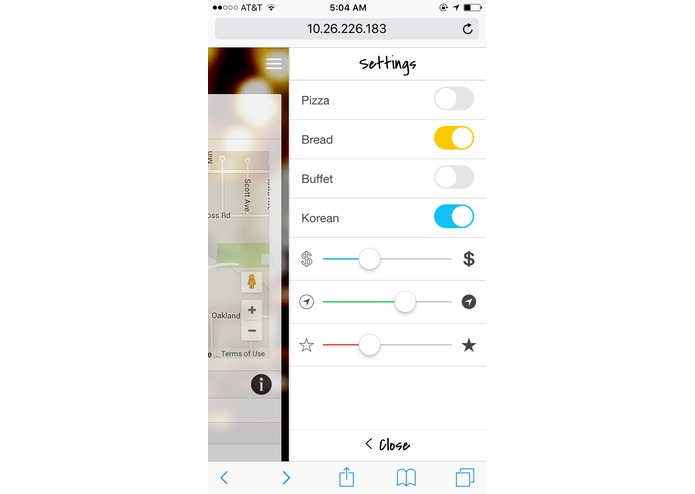 AT&T 5:04 AM
10.26.226.183
Settings
Pizza
Bread
Buffet
Korean
$ $
Scott Ave
oss Rd
Oakland
+
−
Terms of Use
i
< Close